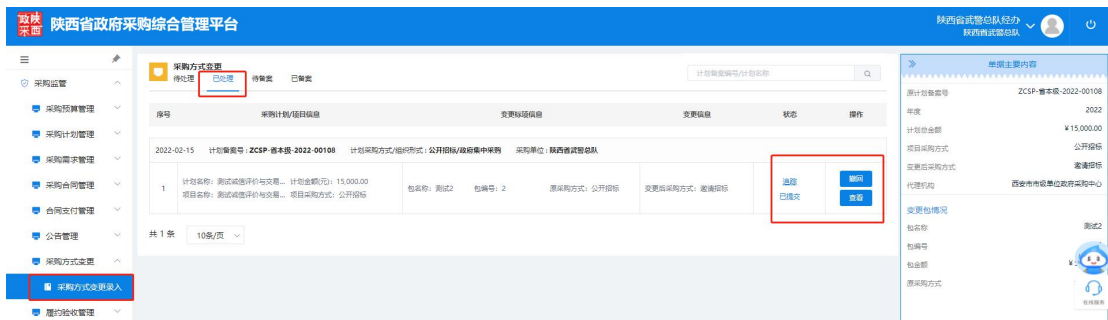 政陕
采西
陕西省政府采购综合管理平台
陕西省武警总队经办
陕西省武警总队
采购监管
采购预算管理
采购计划管理
采购需求管理
采购合同管理
合同支付管理
公告管理
采购方式变更
采购方式变更录入
履约验收管理
采购方式变更
待处理 已处理 待备案 已备案
计划备案编号/计划名称
序号 采购计划/项目信息 变更标项信息 变更信息 状态 操作
2022-02-15 计划备案号：ZCSP-省本级-2022-00108 计划采购方式/组织形式：公开招标/政府集中采购 采购单位：陕西省武警总队
1 计划名称：测试诚信评价与交易... 计划金额(元)：15,000.00
项目名称：测试诚信评价与交易... 项目采购方式：公开招标
包名称：测试2 包编号：2 原采购方式：公开招标 变更后采购方式：邀请招标
追踪
已提交
撤回
查看
共 1 条 10条/页
单据主要内容
原计划备案号 ZCSP-省本级-2022-00108
年度 2022
计划总金额 ¥15,000.00
项目采购方式 公开招标
变更后采购方式 邀请招标
代理机构 西安市市级单位政府采购中心
变更包情况
包名称 测试2
包编号
包金额 ¥
原采购方式
在线服务